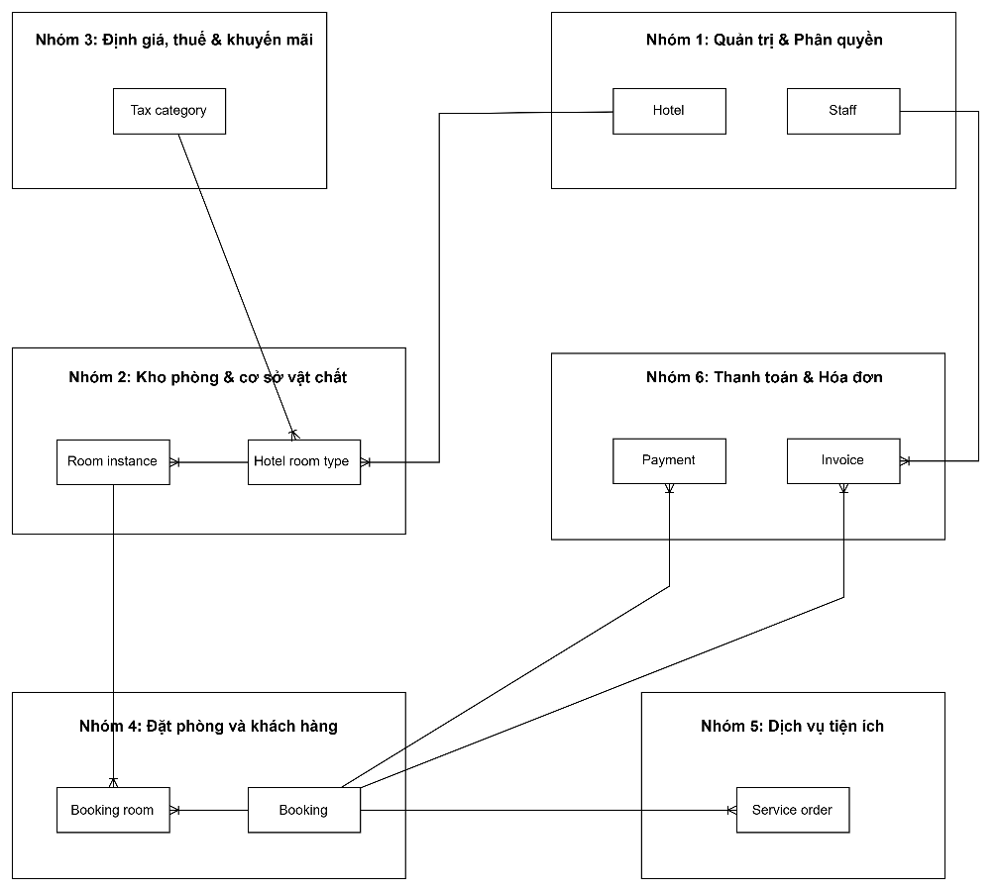 Nhóm 3: Định giá, thuế & khuyến mãi
Tax category
Nhóm 1: Quản trị & Phân quyền
Hotel
Staff
Nhóm 2: Kho phòng & cơ sở vật chất
Room instance
Hotel room type
Nhóm 6: Thanh toán & Hóa đơn
Payment
Invoice
Nhóm 4: Đặt phòng và khách hàng
Booking room
Booking
Nhóm 5: Dịch vụ tiện ích
Service order